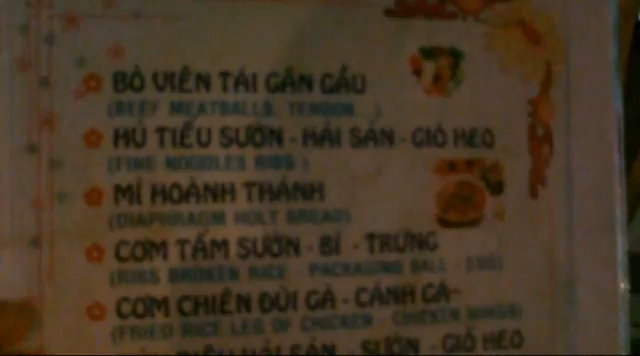 BÒ VIÊN TÁI GÂN GẦU
(BEEF MEATBALLS, TENDON
HỦ TIẾU SƯỜN - HẢI SẢN - GIÒ HEO
(FINE NOODLES RIBS)
MÌ HOÀNH THÁNH
(DIAPHRAGM HOLY BREAD)
CƠM TẤM SƯỜN - BÌ - TRỨNG
(RIBS BROKEN RICE - PACKAGING BALL - EGG)
CƠM CHIÊN ĐÙI GÀ - CÁNH GÀ
(FRIED RICE LEG OF CHICKEN - CHICKEN WINGS)
HẢI SẢN - SƯỜN - GIÒ HEO